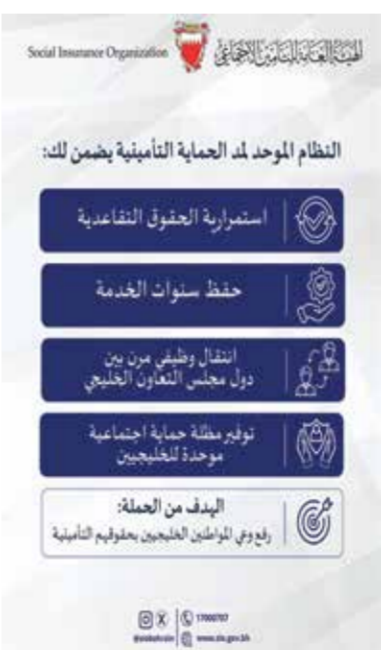 Social Insurance Organization
الهيئة العامة للتأمين الاجتماعي
النظام الموحد لمد الحماية التأمينية يضمن لك:
استمرارية الحقوق التقاعدية
حفظ سنوات الخدمة
انتقال وظيفي مرن بين
دول مجلس التعاون الخليجي
توفير مظلة حماية اجتماعية
موحدة للخليجيين
الهدف من الحملة:
رفع وعي المواطنين الخليجيين بحقوقهم التأمينية
17000707
@siobahrain
www.sio.gov.bh